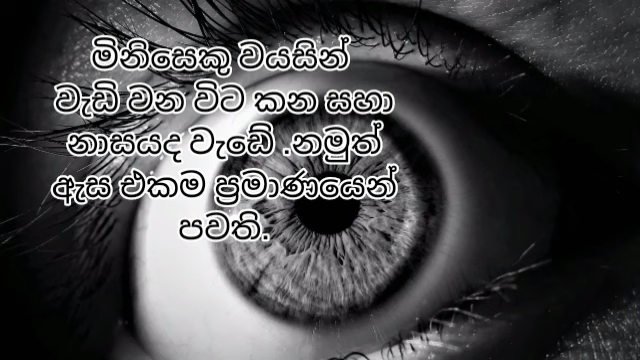 මිනිසෙකු වයසින්
වැඩි වන විට කන සහා
නාසයද වැඩේ .නමුත්
ඇස එකම ප්‍රමාණයෙන්
පවති.